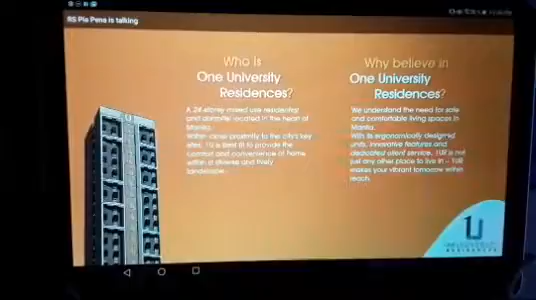 RS Pia Pena is talking
Who is
One University
Residences?
A 24 storey mixed use residential
and dormitel located in the heart of
Manila.
Within close proximity to the city's key
sites, 1U is best fit to provide the
comfort and convenience of home
within a diverse and lively
landscape.
Why believe in
One University
Residences?
We understand the need for safe
and comfortable living spaces in
Manila.
With its ergonomically designed
units, innovative features and
dedicated client service, 1UR is not
just any other place to live in – 1UR
makes your vibrant tomorrow within
reach.
1U
RESIDENCES